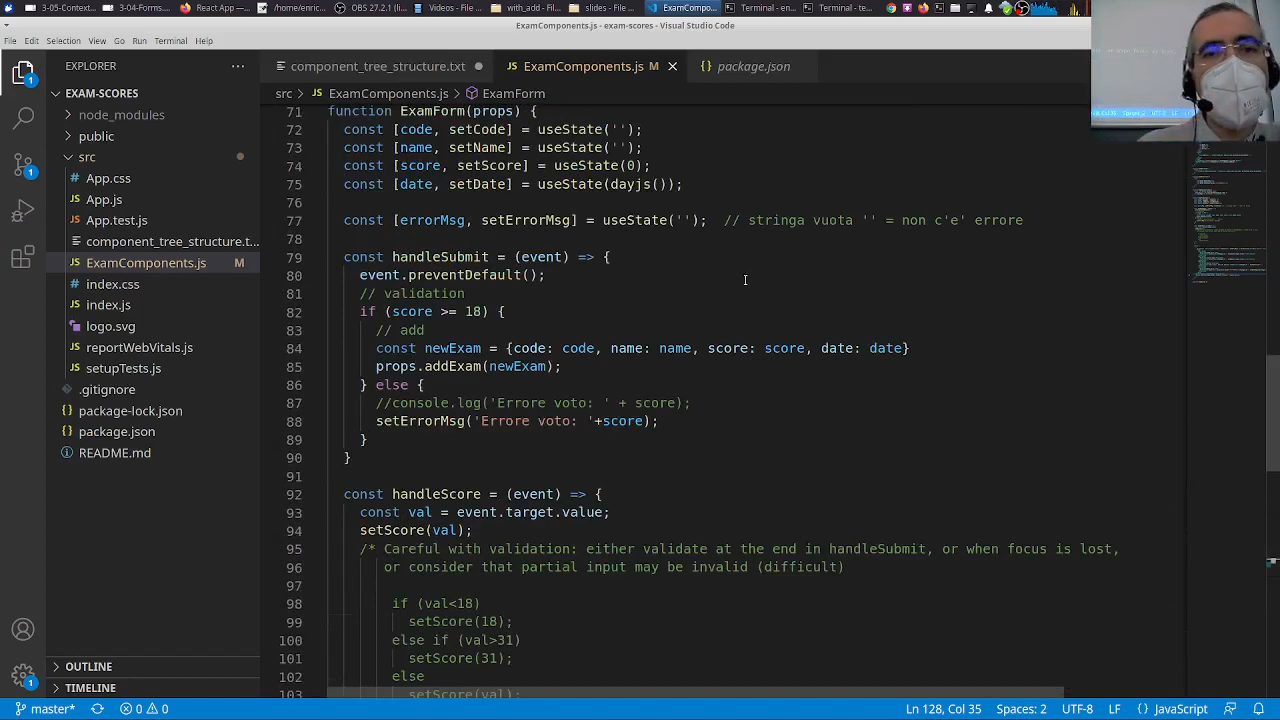 3-05-Context...
3-04-Forms...
React App ...
/home/enric...
OBS 27.2.1 (...
Videos - File...
with_add - Fi...
slides - File...
ExamCompo...
Terminal - en...
Terminal - te...
File Edit Selection View Go Run Terminal Help
ExamComponents.js - exam-scores - Visual Studio Code
EXPLORER
component_tree_structure.txt
ExamComponents.js M
package.json
EXAM-SCORES
node_modules
public
src
App.css
App.js
App.test.js
component_tree_structure.t...
ExamComponents.js M
index.js
logo.svg
reportWebVitals.js
setupTests.js
.gitignore
package-lock.json
package.json
README.md
OUTLINE
TIMELINE
src > ExamComponents.js > ExamForm
71 function ExamForm(props) {
72 const [code, setCode] = useState('');
73 const [name, setName] = useState('');
74 const [score, setScore] = useState(0);
75 const [date, setDate] = useState(dayjs());
76
77 const [errorMsg, setErrorMsg] = useState(''); // stringa vuota '' = non c'e' errore
78
79 const handleSubmit = (event) => {
80 event.preventDefault();
81 // validation
82 if (score >= 18) {
83 // add
84 const newExam = {code: code, name: name, score: score, date: date}
85 props.addExam(newExam);
86 } else {
87 //console.log('Errore voto: ' + score);
88 setErrorMsg('Errore voto: '+score);
89 }
90 }
91
92 const handleScore = (event) => {
93 const val = event.target.value;
94 setScore(val);
95 /* Careful with validation: either validate at the end in handleSubmit, or when focus is lost,
96 or consider that partial input may be invalid (difficult)
97
98 if (val<18)
99 setScore(18);
100 else if (val>31)
101 setScore(31);
102 else
103 setScore(val);
master* 0 0 Ln 128, Col 35 Spaces: 2 UTF-8 LF {} JavaScript